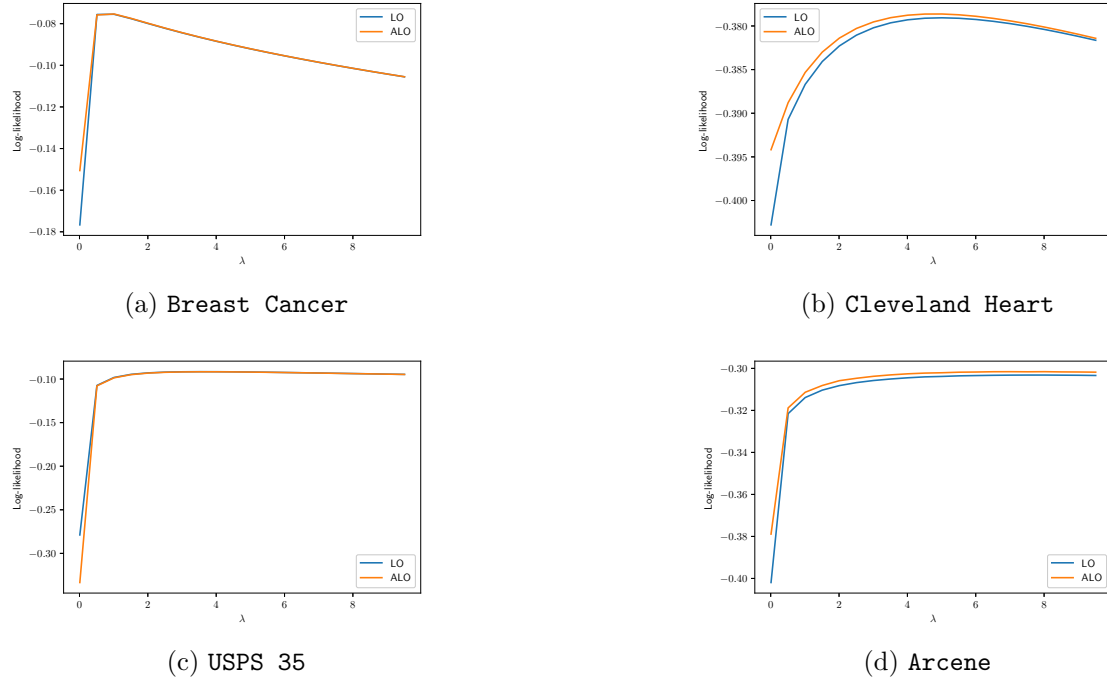 −0.08
−0.10
−0.12
−0.14
−0.16
−0.18
Log-likelihood
0 2 4 6 8
λ
LO
ALO
(a) Breast Cancer
−0.380
−0.385
−0.390
−0.395
−0.400
Log-likelihood
0 2 4 6 8
λ
LO
ALO
(b) Cleveland Heart
−0.10
−0.15
−0.20
−0.25
−0.30
Log-likelihood
0 2 4 6 8
λ
LO
ALO
(c) USPS 35
−0.30
−0.32
−0.34
−0.36
−0.38
−0.40
Log-likelihood
0 2 4 6 8
λ
LO
ALO
(d) Arcene